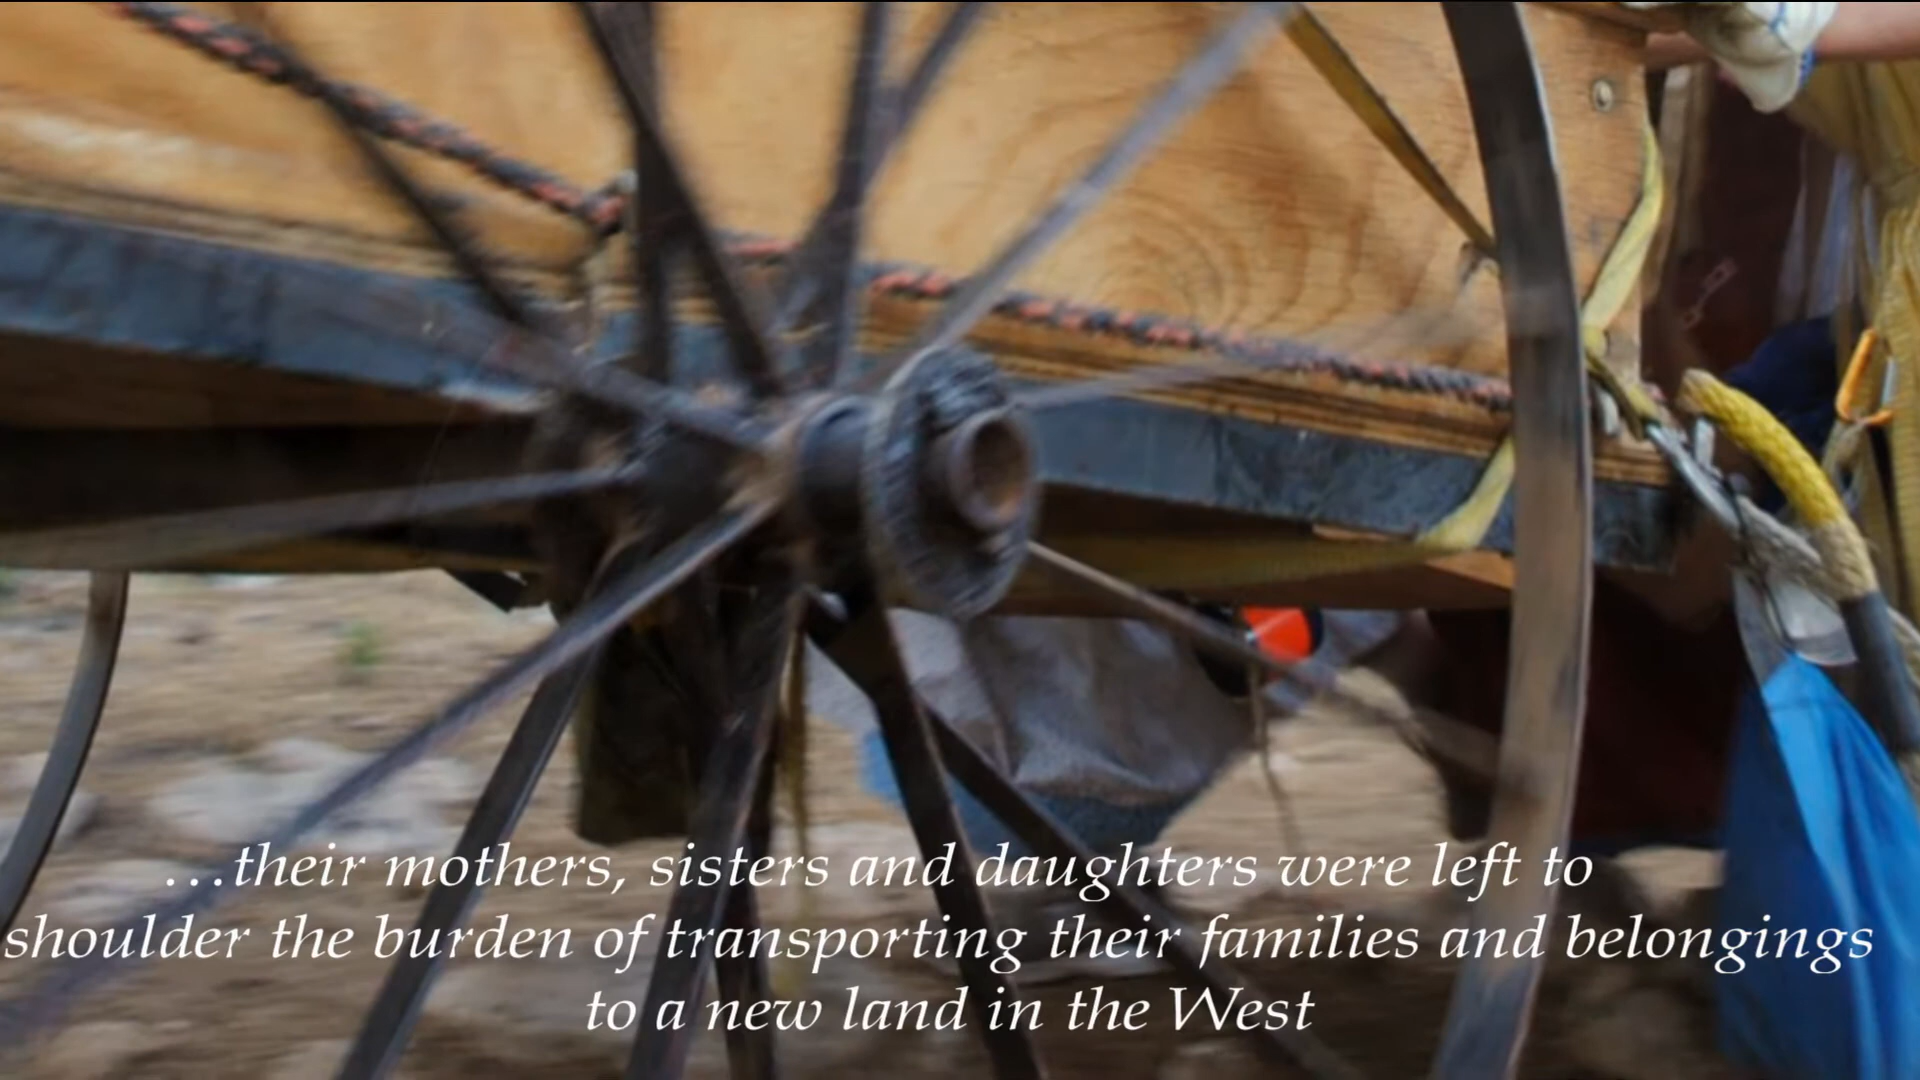 …their mothers, sisters and daughters were left to
shoulder the burden of transporting their families and belongings
to a new land in the West